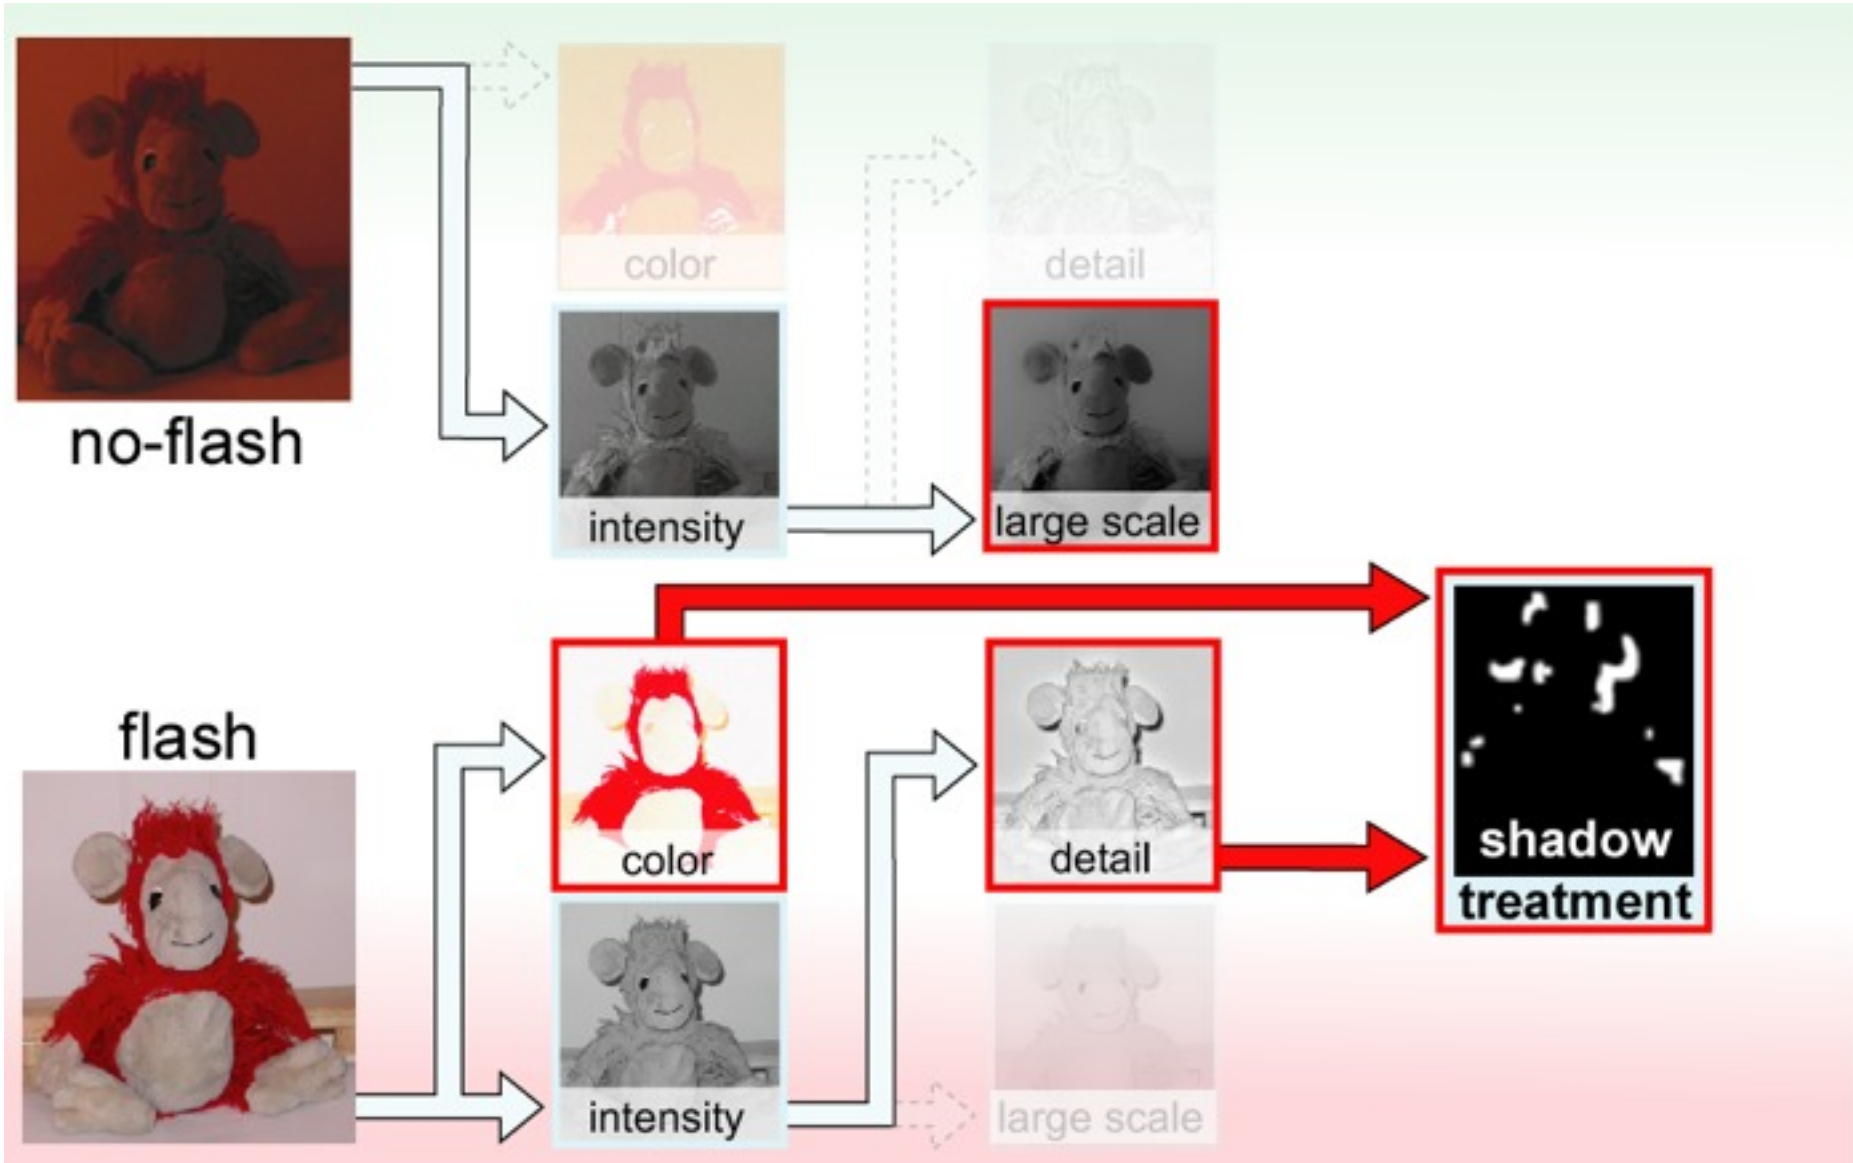 color
detail
no-flash
intensity
large scale
flash
color
detail
shadow
treatment
intensity
large scale